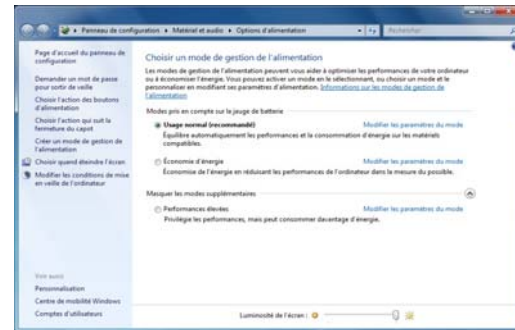 Panneau de configuration ▸ Matériel et audio ▸ Options d'alimentation
Rechercher
Page d'accueil du panneau de
configuration
Demander un mot de passe
pour sortir de veille
Choisir l'action des boutons
d'alimentation
Choisir l'action qui suit la
fermeture du capot
Créer un mode de gestion de
l'alimentation
Choisir quand éteindre l'écran
Modifier les conditions de mise
en veille de l'ordinateur
Voir aussi
Personnalisation
Centre de mobilité Windows
Comptes d'utilisateurs
Choisir un mode de gestion de l'alimentation
Les modes de gestion de l'alimentation peuvent vous aider à optimiser les performances de votre ordinateur
ou à économiser l'énergie. Vous pouvez activer un mode en le sélectionnant, ou choisir un mode et le
personnaliser en modifiant ses paramètres d'alimentation. Informations sur les modes de gestion de
l'alimentation
Modes pris en compte sur la jauge de batterie
Usage normal (recommandé) Modifier les paramètres du mode
Équilibre automatiquement les performances et la consommation d'énergie sur les matériels
compatibles.
Économie d'énergie Modifier les paramètres du mode
Économise de l'énergie en réduisant les performances de l'ordinateur dans la mesure du possible.
Masquer les modes supplémentaires
Performances élevées Modifier les paramètres du mode
Privilégie les performances, mais peut consommer davantage d'énergie.
Luminosité de l'écran :